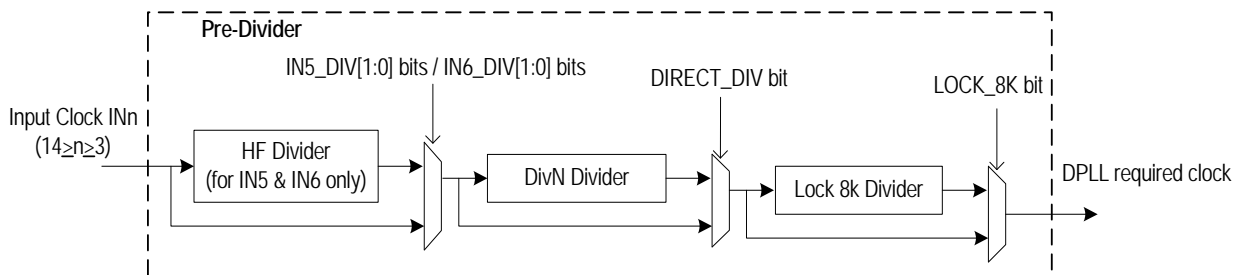 Pre-Divider
IN5_DIV[1:0] bits / IN6_DIV[1:0] bits
DIRECT_DIV bit
LOCK_8K bit
Input Clock INn
(14≥n≥3)
HF Divider
(for IN5 & IN6 only)
DivN Divider
Lock 8k Divider
DPLL required clock